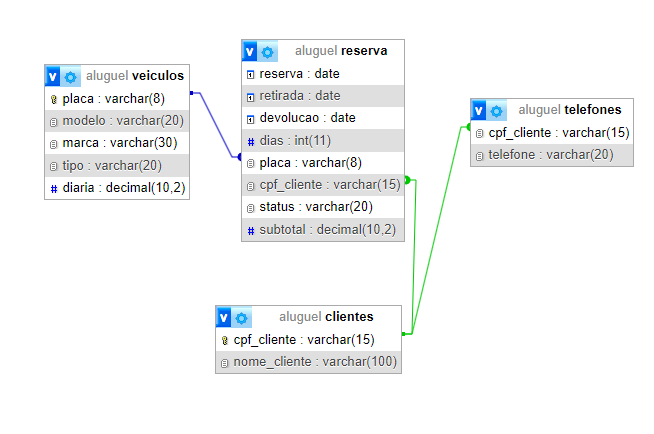 v aluguel veiculos
placa : varchar(8)
modelo : varchar(20)
marca : varchar(30)
tipo : varchar(20)
# diaria : decimal(10,2)
v aluguel reserva
reserva : date
retirada : date
devolucao : date
# dias : int(11)
placa : varchar(8)
cpf_cliente : varchar(15)
status : varchar(20)
# subtotal : decimal(10,2)
v aluguel telefones
cpf_cliente : varchar(15)
telefone : varchar(20)
v aluguel clientes
cpf_cliente : varchar(15)
nome_cliente : varchar(100)